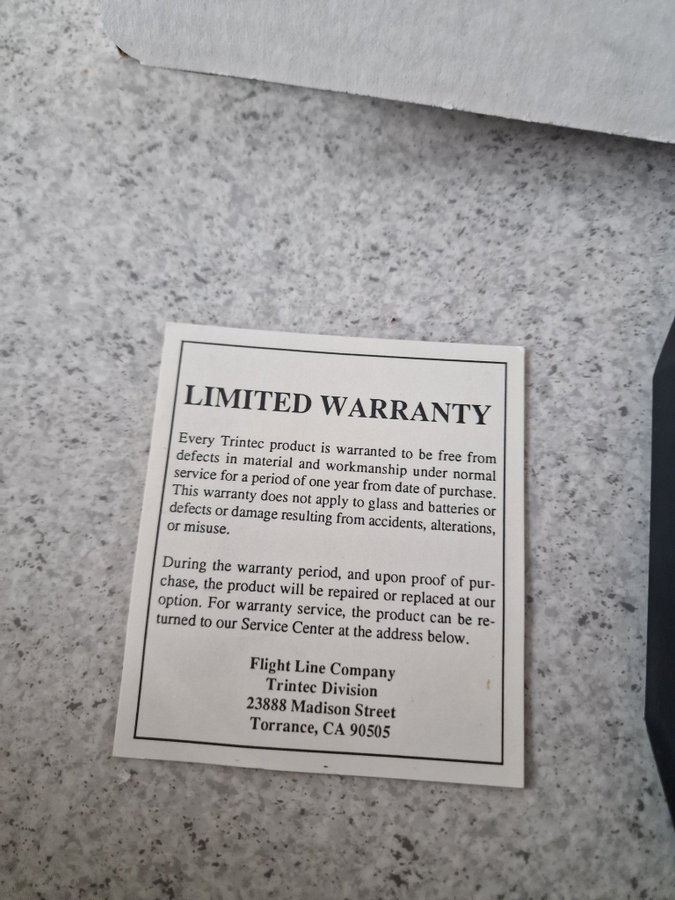 LIMITED WARRANTY
Every Trintec product is warranted to be free from
defects in material and workmanship under normal
service for a period of one year from date of purchase.
This warranty does not apply to glass and batteries or
defects or damage resulting from accidents, alterations,
or misuse.
During the warranty period, and upon proof of pur-
chase, the product will be repaired or replaced at our
option. For warranty service, the product can be re-
turned to our Service Center at the address below.
Flight Line Company
Trintec Division
23888 Madison Street
Torrance, CA 90505